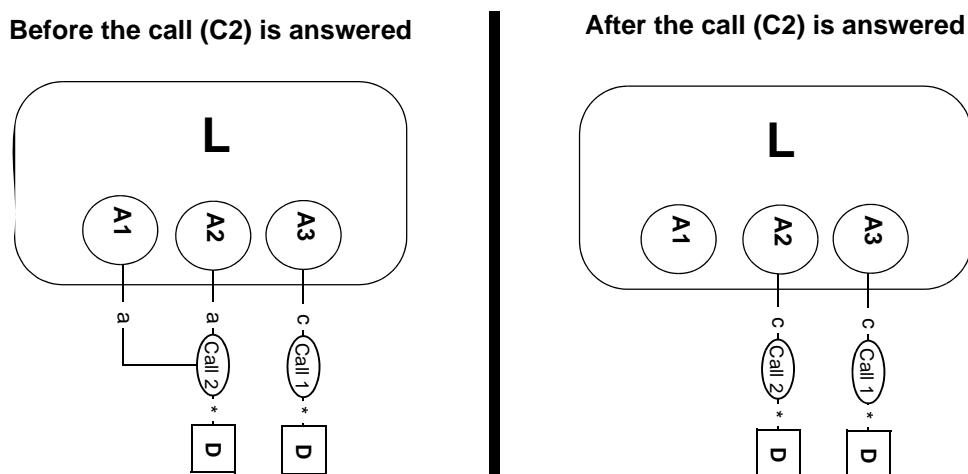 Before the call (C2) is answered
L
A1 A2 A3
a a c
Call 2 Call 1
* *
D D
After the call (C2) is answered
L
A1 A2 A3
c c
Call 2 Call 1
* *
D D